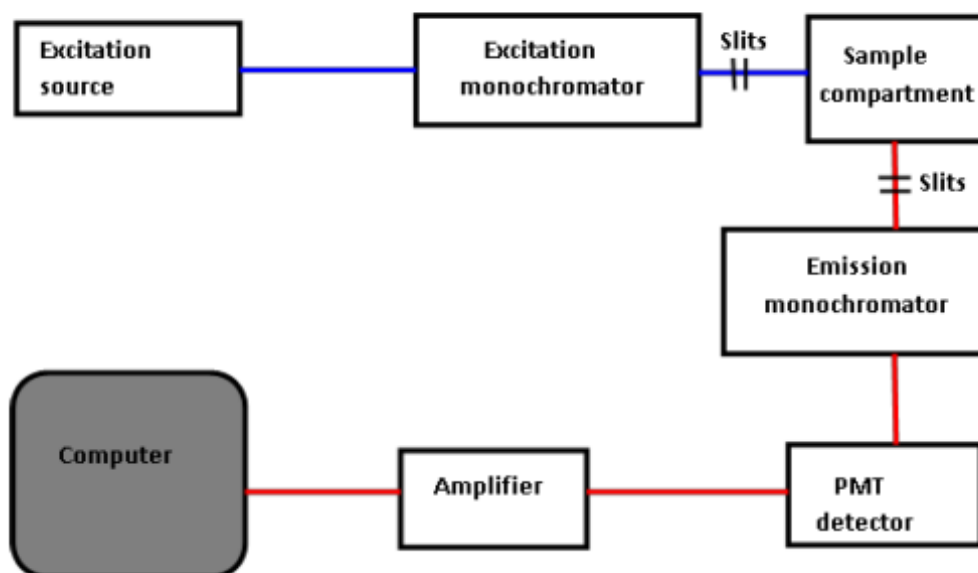 Excitation
source
Excitation
monochromator
Slits
Sample
compartment
Slits
Emission
monochromator
Computer
Amplifier
PMT
detector